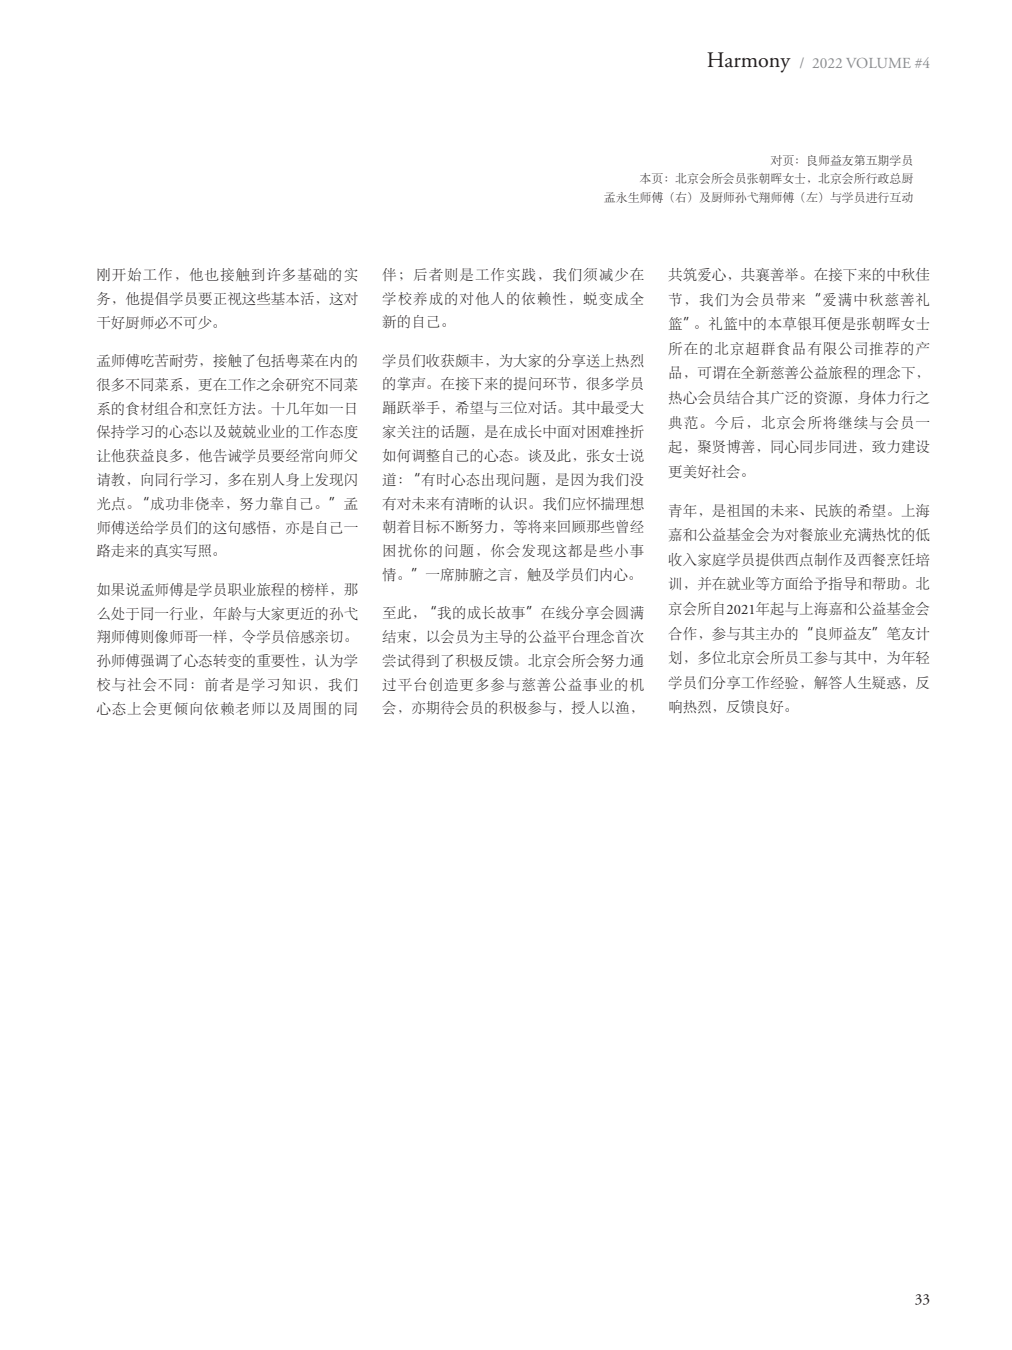 Harmony / 2022 VOLUME #4
对页：良师益友第五期学员
本页：北京会所会员张朝晖女士，北京会所行政总厨
孟永生师傅（右）及厨师孙弋翔师傅（左）与学员进行互动
刚开始工作，他也接触到许多基础的实
务，他提倡学员要正视这些基本活，这对
干好厨师必不可少。
孟师傅吃苦耐劳，接触了包括粤菜在内的
很多不同菜系，更在工作之余研究不同菜
系的食材组合和烹饪方法。十几年如一日
保持学习的心态以及兢兢业业的工作态度
让他获益良多，他告诫学员要经常向师父
请教，向同行学习，多在别人身上发现闪
光点。“成功非侥幸，努力靠自己。”孟
师傅送给学员们的这句感悟，亦是自己一
路走来的真实写照。
如果说孟师傅是学员职业旅程的榜样，那
么处于同一行业，年龄与大家更近的孙弋
翔师傅则像师哥一样，令学员倍感亲切。
孙师傅强调了心态转变的重要性，认为学
校与社会不同：前者是学习知识，我们
心态上会更倾向依赖老师以及周围的同
伴；后者则是工作实践，我们须减少在
学校养成的对他人的依赖性，蜕变成全
新的自己。
学员们收获颇丰，为大家的分享送上热烈
的掌声。在接下来的提问环节，很多学员
踊跃举手，希望与三位对话。其中最受大
家关注的话题，是在成长中面对困难挫折
如何调整自己的心态。谈及此，张女士说
道：“有时心态出现问题，是因为我们没
有对未来有清晰的认识。我们应怀揣理想
朝着目标不断努力，等将来回顾那些曾经
困扰你的问题，你会发现这都是些小事
情。”一席肺腑之言，触及学员们内心。
至此，“我的成长故事”在线分享会圆满
结束，以会员为主导的公益平台理念首次
尝试得到了积极反馈。北京会所会努力通
过平台创造更多参与慈善公益事业的机
会，亦期待会员的积极参与，授人以渔，
共筑爱心，共襄善举。在接下来的中秋佳
节，我们为会员带来“爱满中秋慈善礼
篮”。礼篮中的本草银耳便是张朝晖女士
所在的北京超群食品有限公司推荐的产
品，可谓在全新慈善公益旅程的理念下，
热心会员结合其广泛的资源，身体力行之
典范。今后，北京会所将继续与会员一
起，聚贤博善，同心同步同进，致力建设
更美好社会。
青年，是祖国的未来、民族的希望。上海
嘉和公益基金会为对餐旅业充满热忱的低
收入家庭学员提供西点制作及西餐烹饪培
训，并在就业等方面给予指导和帮助。北
京会所自2021年起与上海嘉和公益基金会
合作，参与其主办的“良师益友”笔友计
划，多位北京会所员工参与其中，为年轻
学员们分享工作经验，解答人生疑惑，反
响热烈，反馈良好。
33